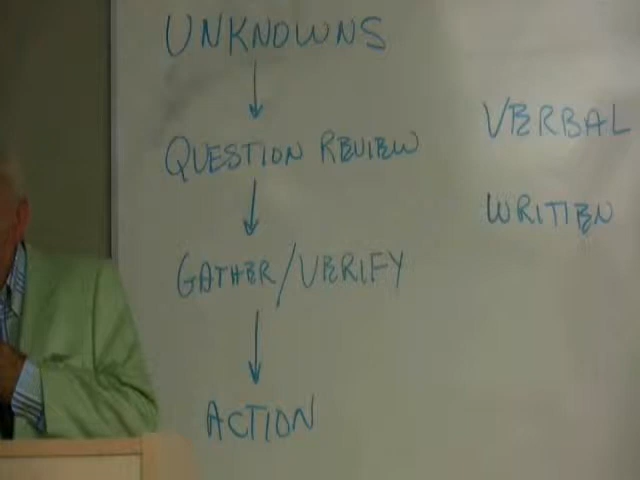 UNKNOWNS
QUESTION REVIEW
GATHER/VERIFY
ACTION
VERBAL
WRITTEN